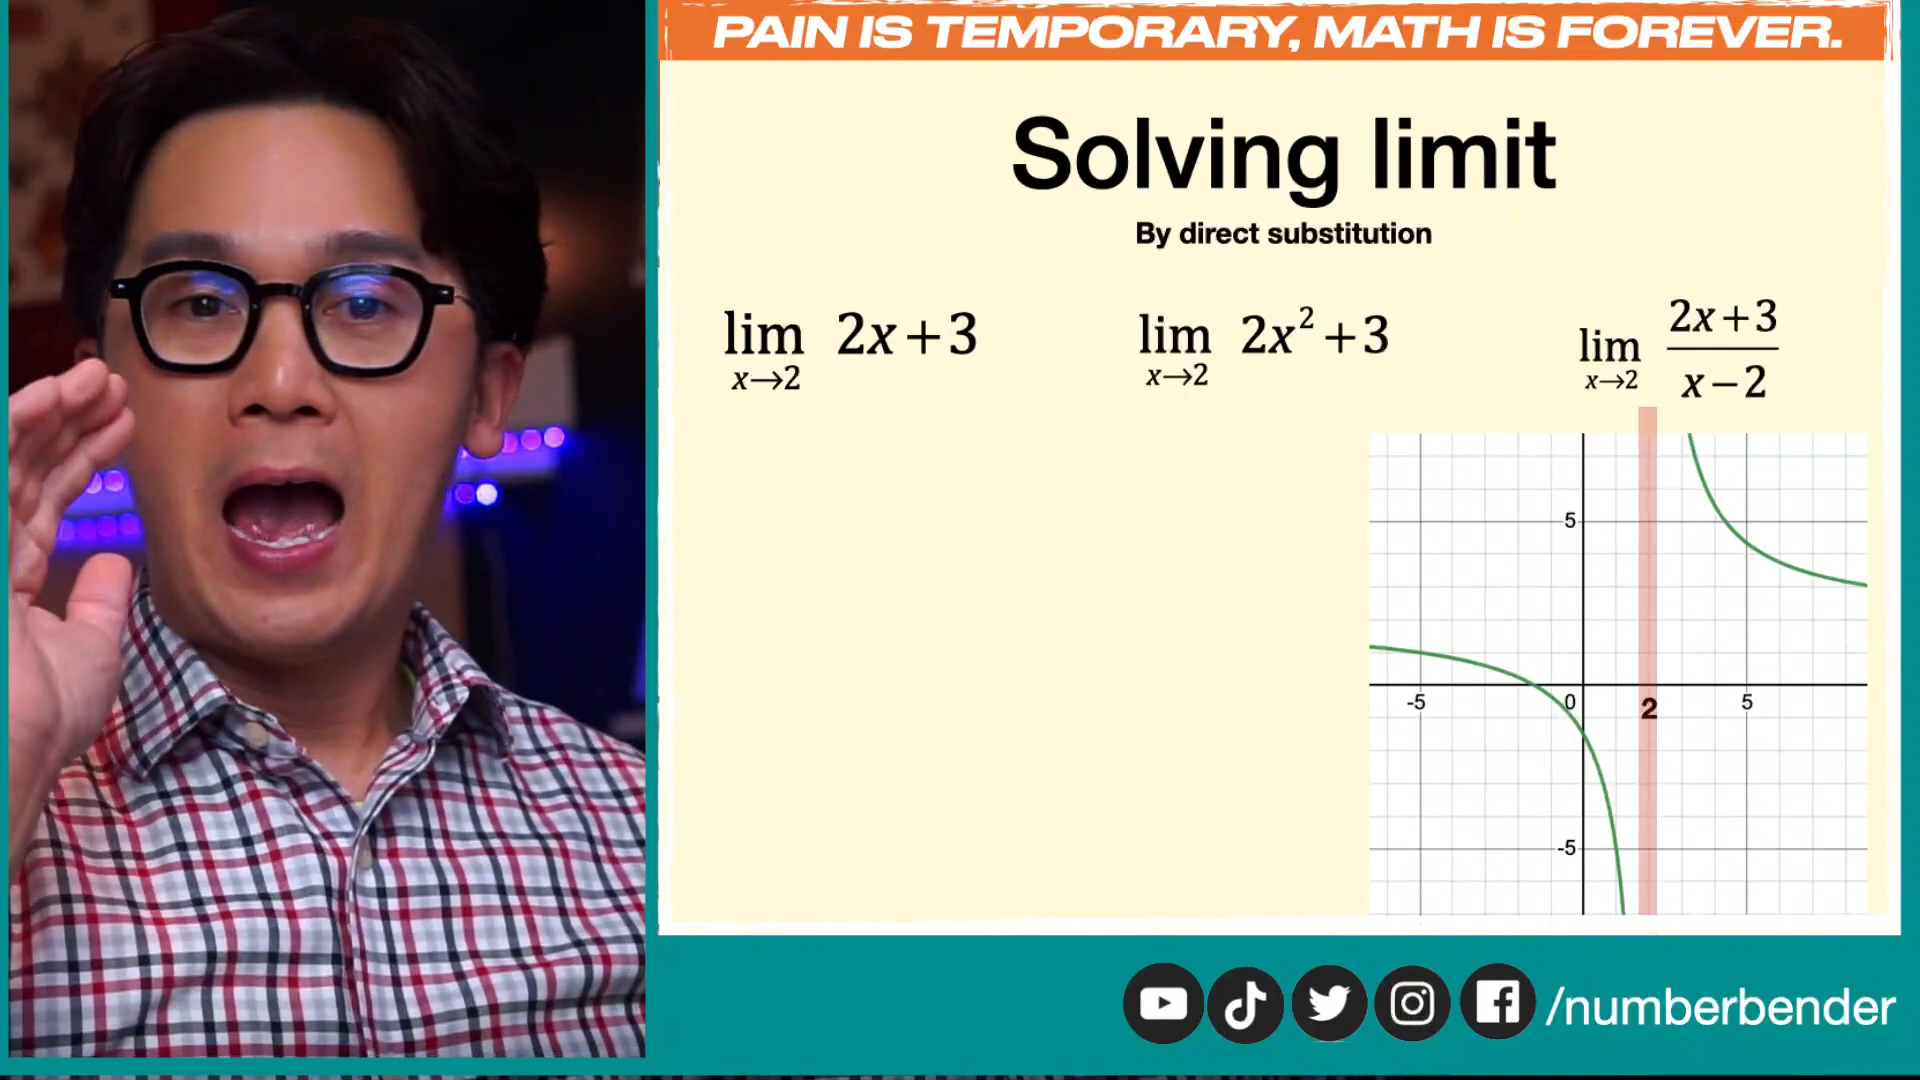 PAIN IS TEMPORARY, MATH IS FOREVER.
Solving limit
By direct substitution
lim x→2 2x+3
lim x→2 2x²+3
lim x→2 2x+3 / x−2
5
-5 0 2 5
-5
/numberbender